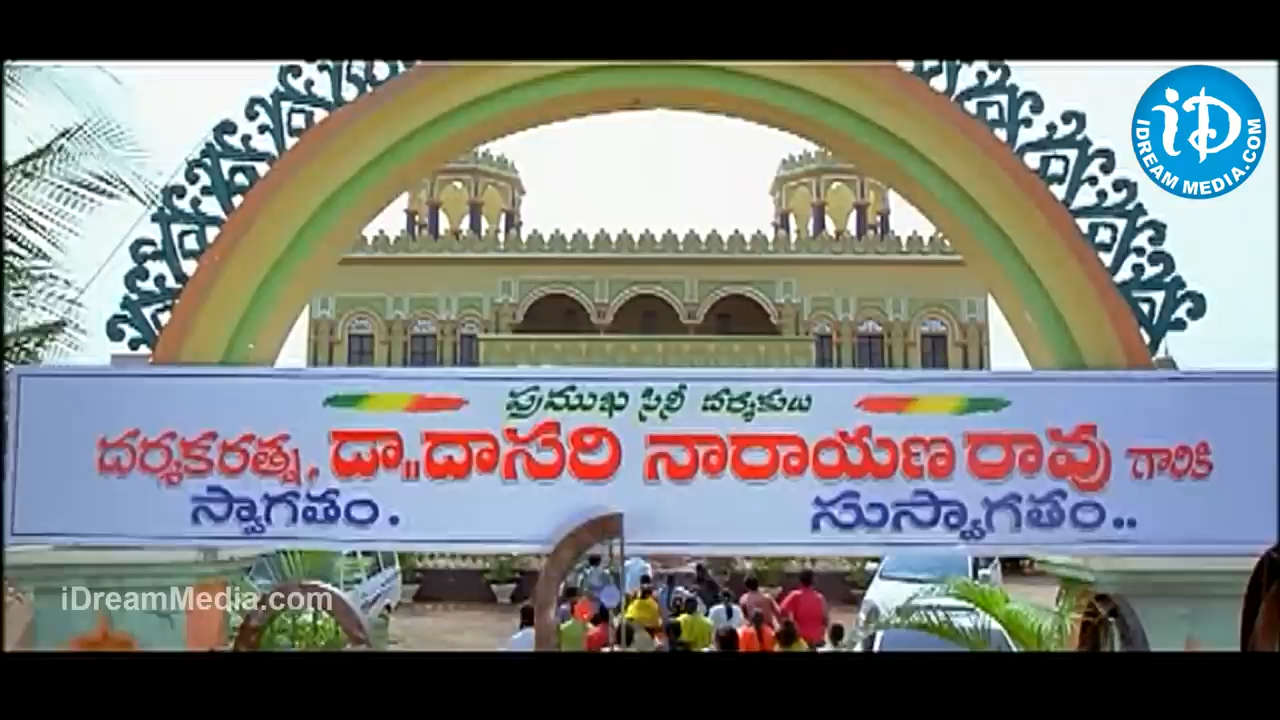 iD
IDREAM MEDIA.COM
ప్రముఖ సినీ దర్శకులు
దర్శకరత్న, డా..దాసరి నారాయణ రావు గారికి
స్వాగతం. సుస్వాగతం..
iDreamMedia.com